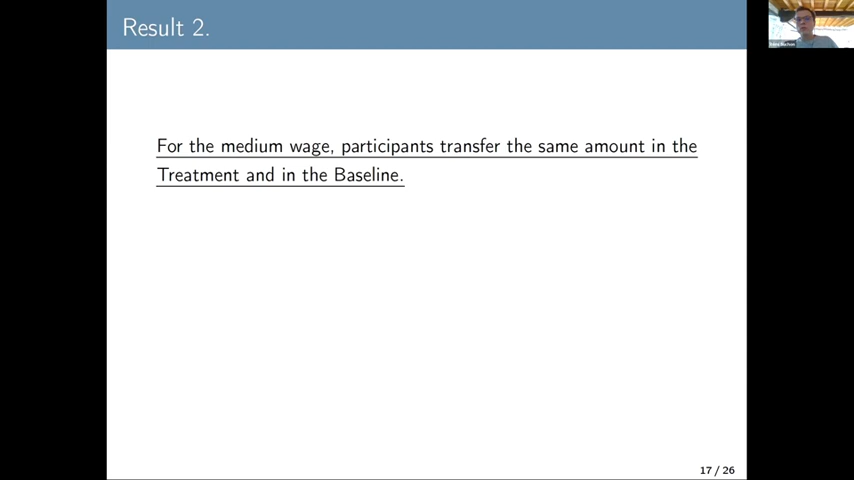 Result 2.
For the medium wage, participants transfer the same amount in the
Treatment and in the Baseline.
17 / 26